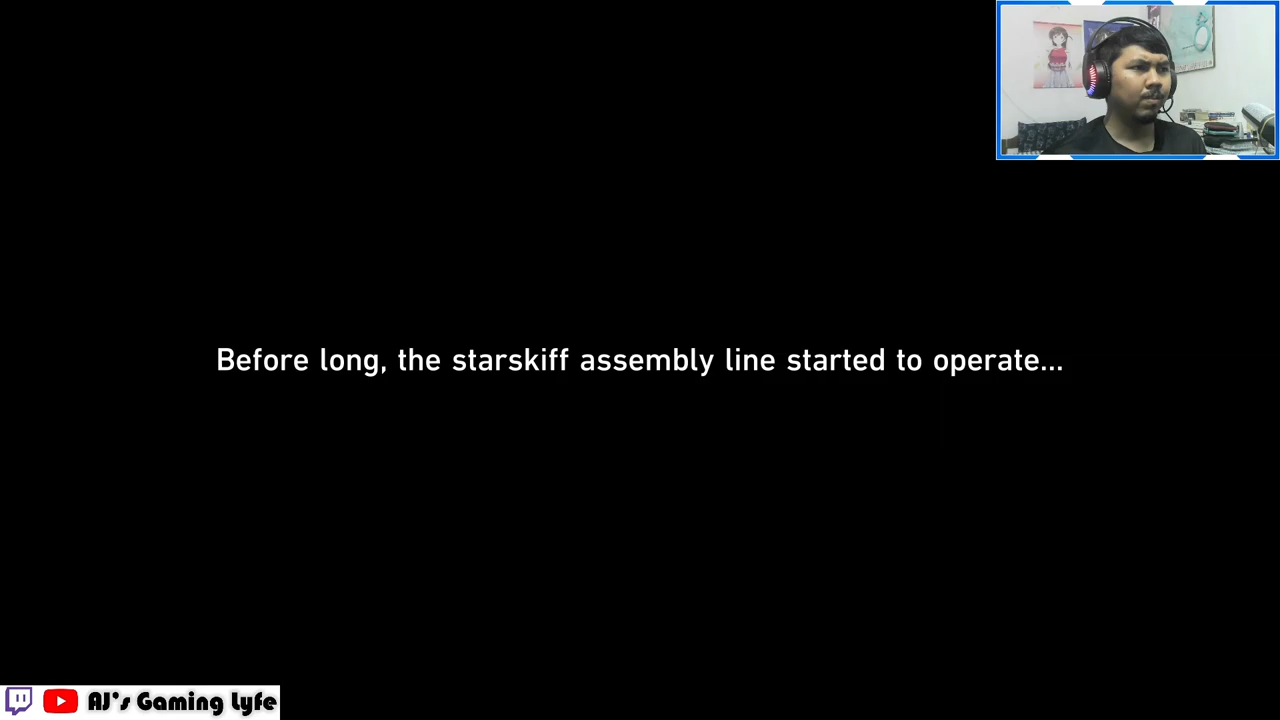 Before long, the starskiff assembly line started to operate...
AJ's Gaming Lyfe